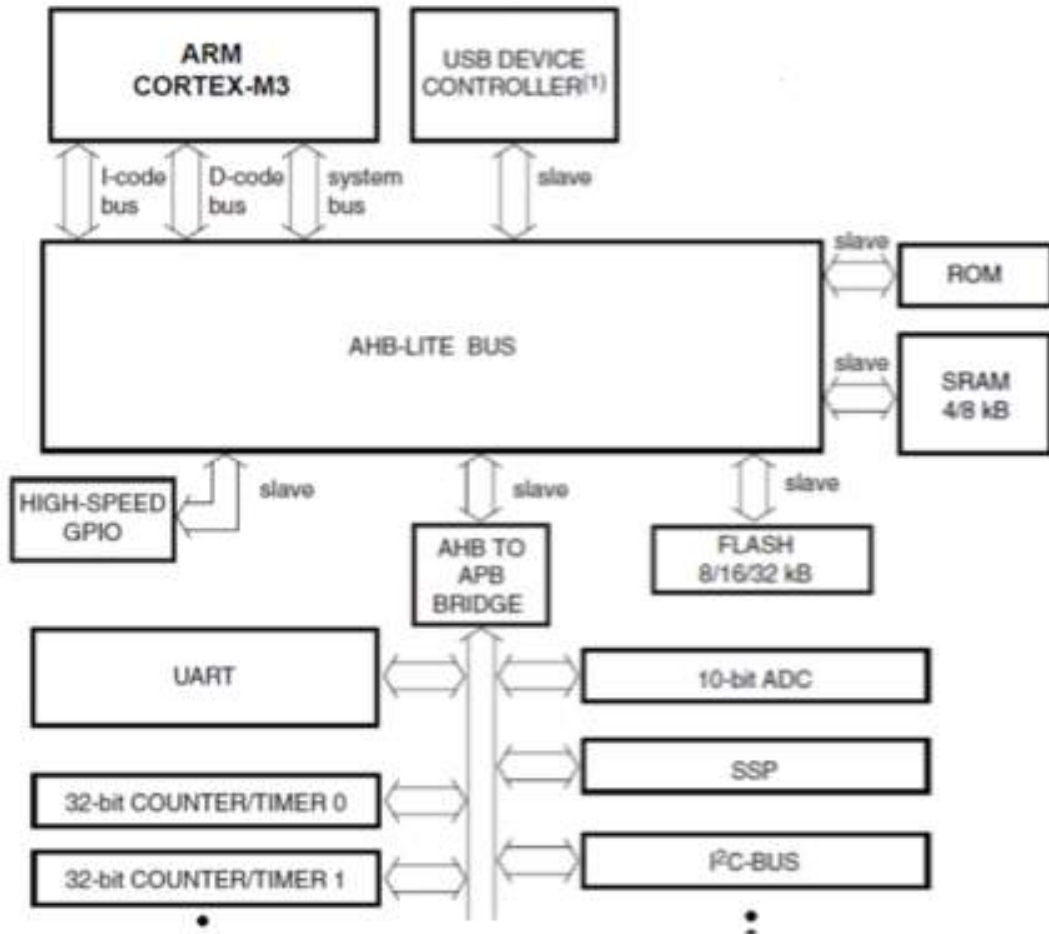 ARM
CORTEX-M3
USB DEVICE
CONTROLLER(1)
I-code
bus
D-code
bus
system
bus
slave
AHB-LITE BUS
slave
ROM
slave
SRAM
4/8 kB
HIGH-SPEED
GPIO
slave
slave
slave
AHB TO
APB
BRIDGE
FLASH
8/16/32 kB
UART
10-bit ADC
SSP
32-bit COUNTER/TIMER 0
I²C-BUS
32-bit COUNTER/TIMER 1